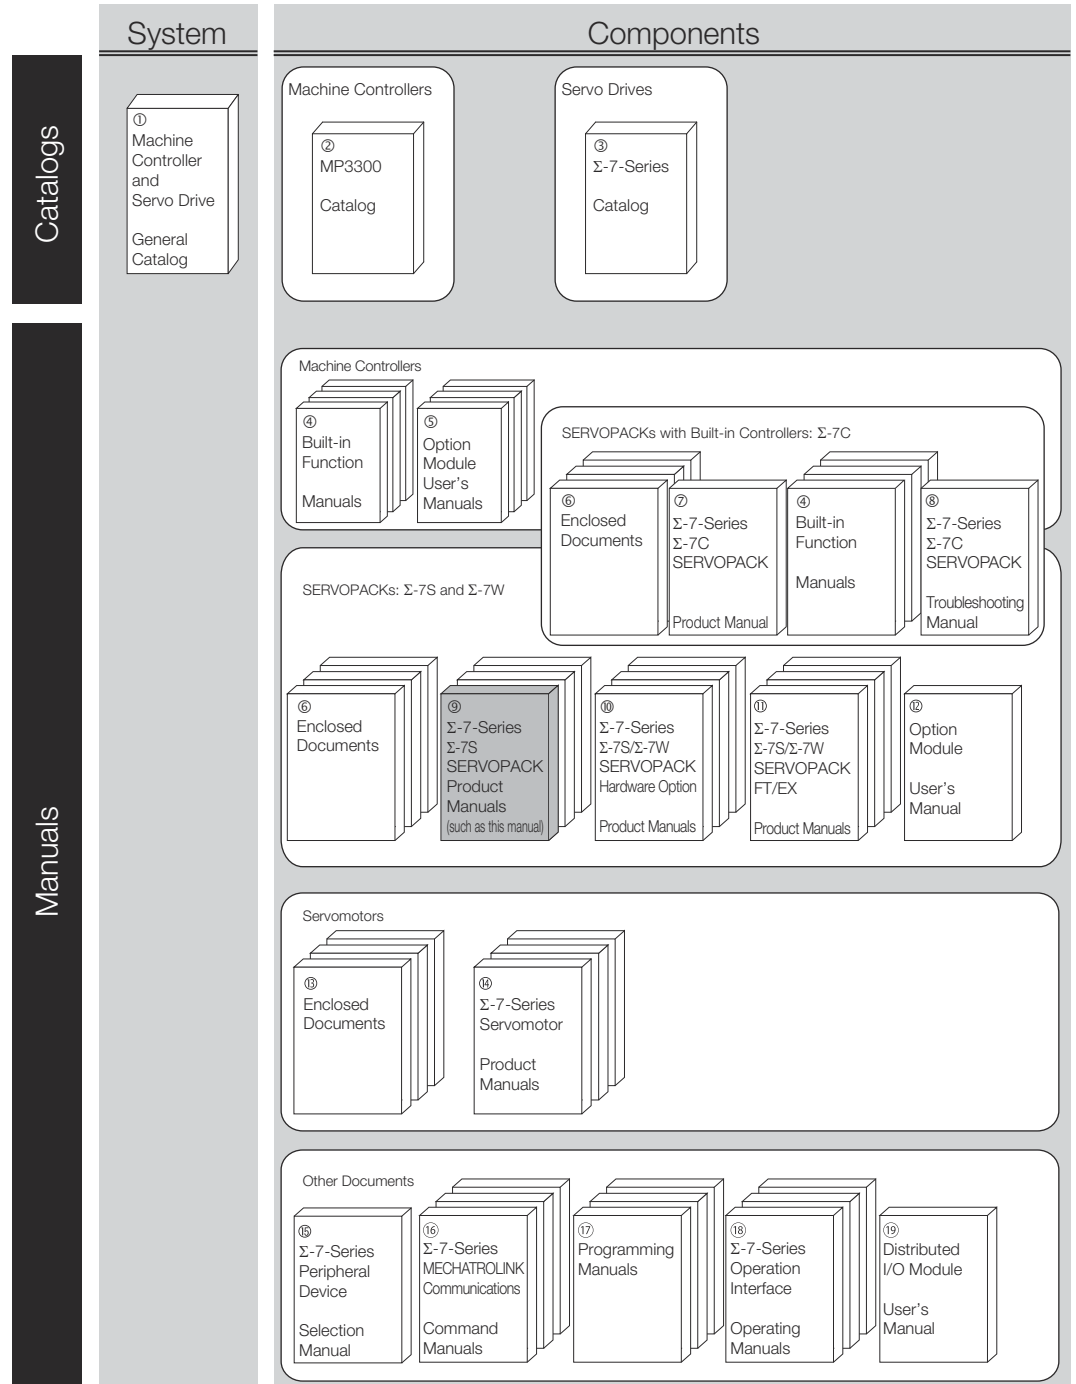 System
Components
Catalogs
①
Machine
Controller
and
Servo Drive
General
Catalog
Machine Controllers
②
MP3300
Catalog
Servo Drives
③
Σ-7-Series
Catalog
Manuals
Machine Controllers
④
Built-in
Function
Manuals
⑤
Option
Module
User's
Manuals
SERVOPACKs with Built-in Controllers: Σ-7C
⑥
Enclosed
Documents
⑦
Σ-7-Series
Σ-7C
SERVOPACK
Product Manual
④
Built-in
Function
Manuals
⑧
Σ-7-Series
Σ-7C
SERVOPACK
Troubleshooting
Manual
SERVOPACKs: Σ-7S and Σ-7W
⑥
Enclosed
Documents
⑨
Σ-7-Series
Σ-7S
SERVOPACK
Product
Manuals
(such as this manual)
⑩
Σ-7-Series
Σ-7S/Σ-7W
SERVOPACK
Hardware Option
Product Manuals
⑪
Σ-7-Series
Σ-7S/Σ-7W
SERVOPACK
FT/EX
Product Manuals
⑫
Option
Module
User's
Manual
Servomotors
⑬
Enclosed
Documents
⑭
Σ-7-Series
Servomotor
Product
Manuals
Other Documents
⑮
Σ-7-Series
Peripheral
Device
Selection
Manual
⑯
Σ-7-Series
MECHATROLINK
Communications
Command
Manuals
⑰
Programming
Manuals
⑱
Σ-7-Series
Operation
Interface
Operating
Manuals
⑲
Distributed
I/O Module
User's
Manual